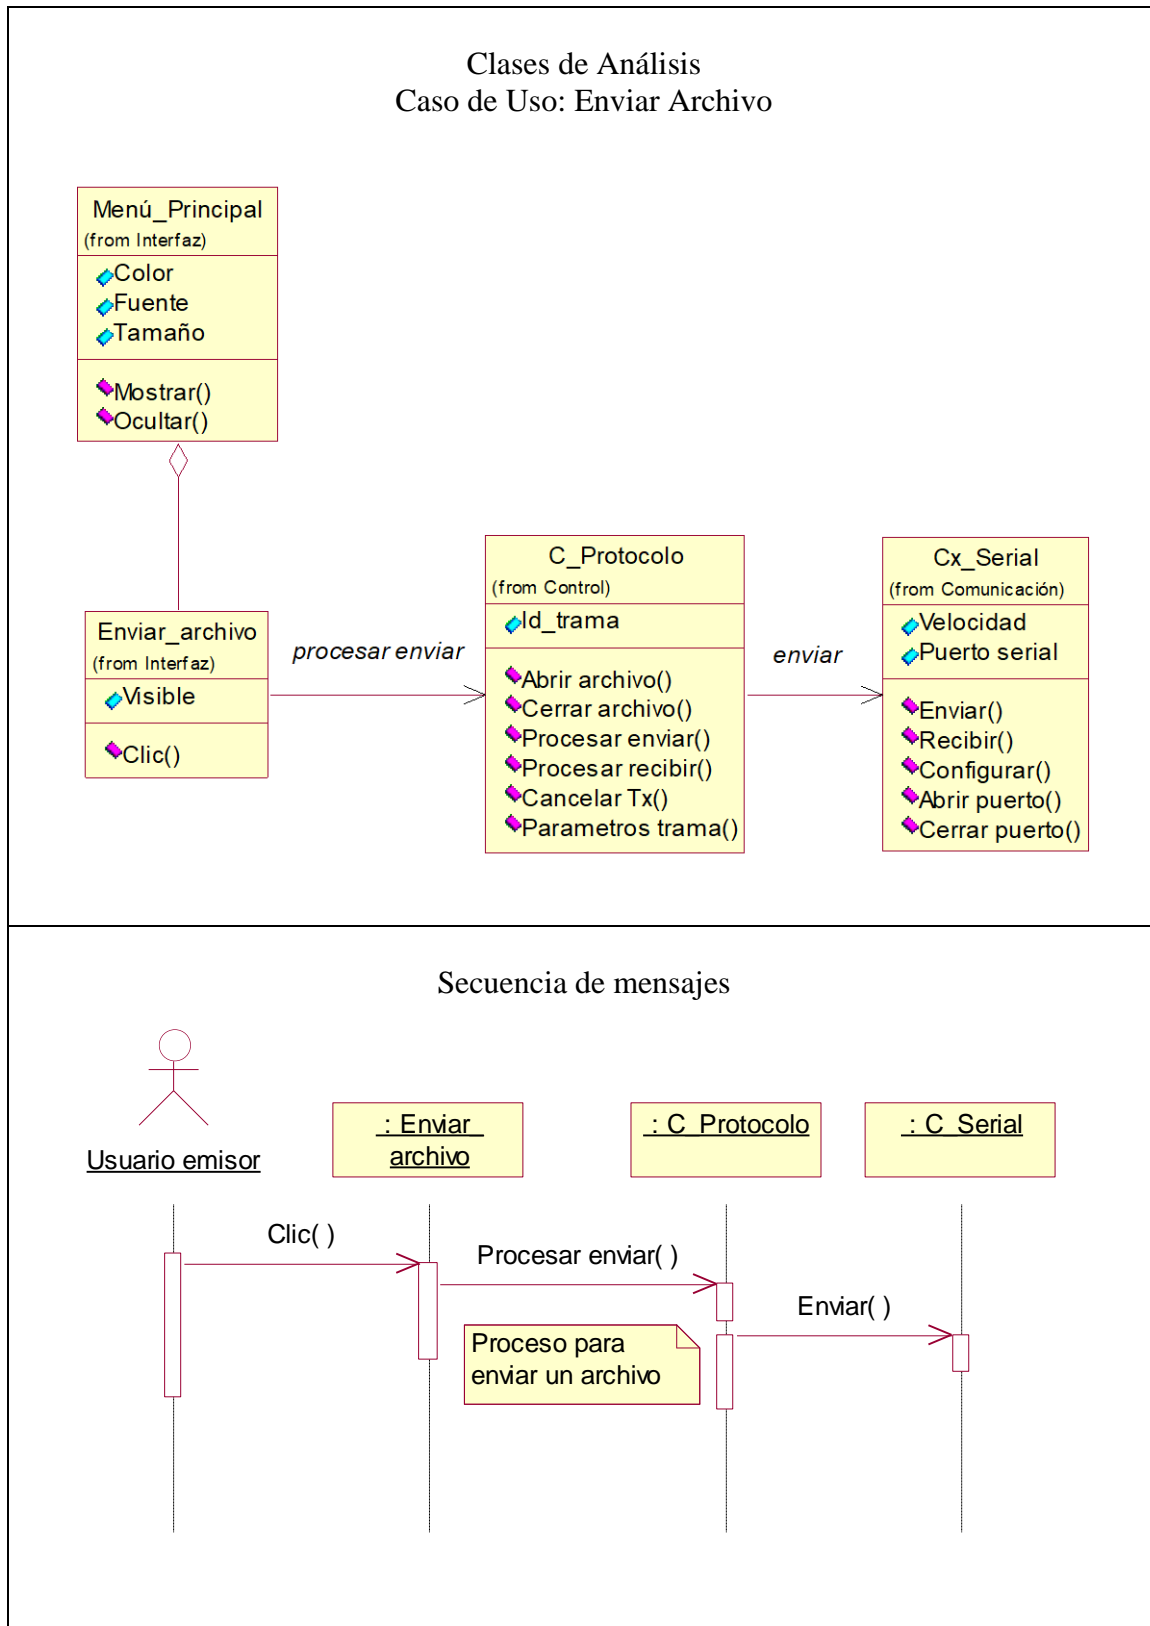 Clases de Análisis
Caso de Uso: Enviar Archivo
Menú_Principal
(from Interfaz)
Color
Fuente
Tamaño
Mostrar()
Ocultar()
Enviar_archivo
(from Interfaz)
Visible
Clic()
procesar enviar
C_Protocolo
(from Control)
Id_trama
Abrir archivo()
Cerrar archivo()
Procesar enviar()
Procesar recibir()
Cancelar Tx()
Parametros trama()
enviar
Cx_Serial
(from Comunicación)
Velocidad
Puerto serial
Enviar()
Recibir()
Configurar()
Abrir puerto()
Cerrar puerto()
Secuencia de mensajes
Usuario emisor
: Enviar_
archivo
: C_Protocolo
: C_Serial
Clic( )
Procesar enviar( )
Enviar( )
Proceso para
enviar un archivo